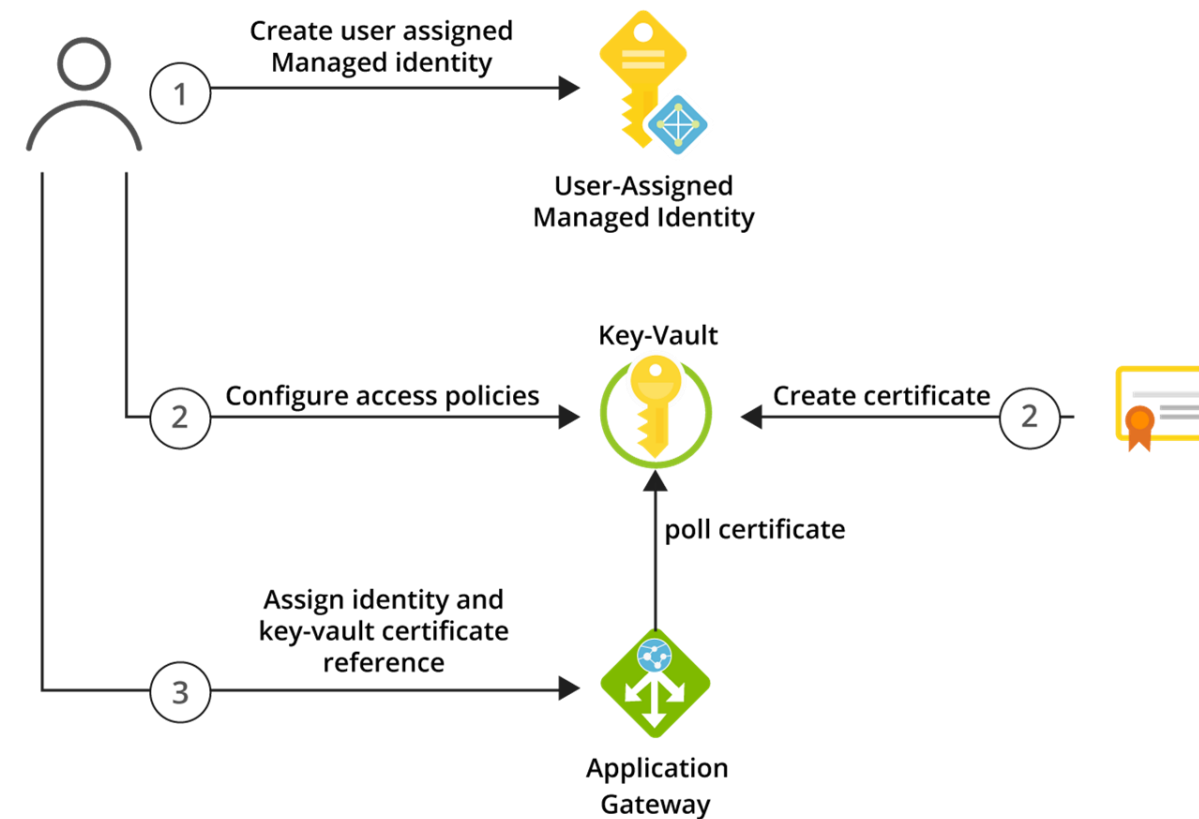 Create user assigned
Managed identity
1
User-Assigned
Managed Identity
Key-Vault
2
Configure access policies
Create certificate
2
poll certificate
Assign identity and
key-vault certificate
reference
3
Application
Gateway